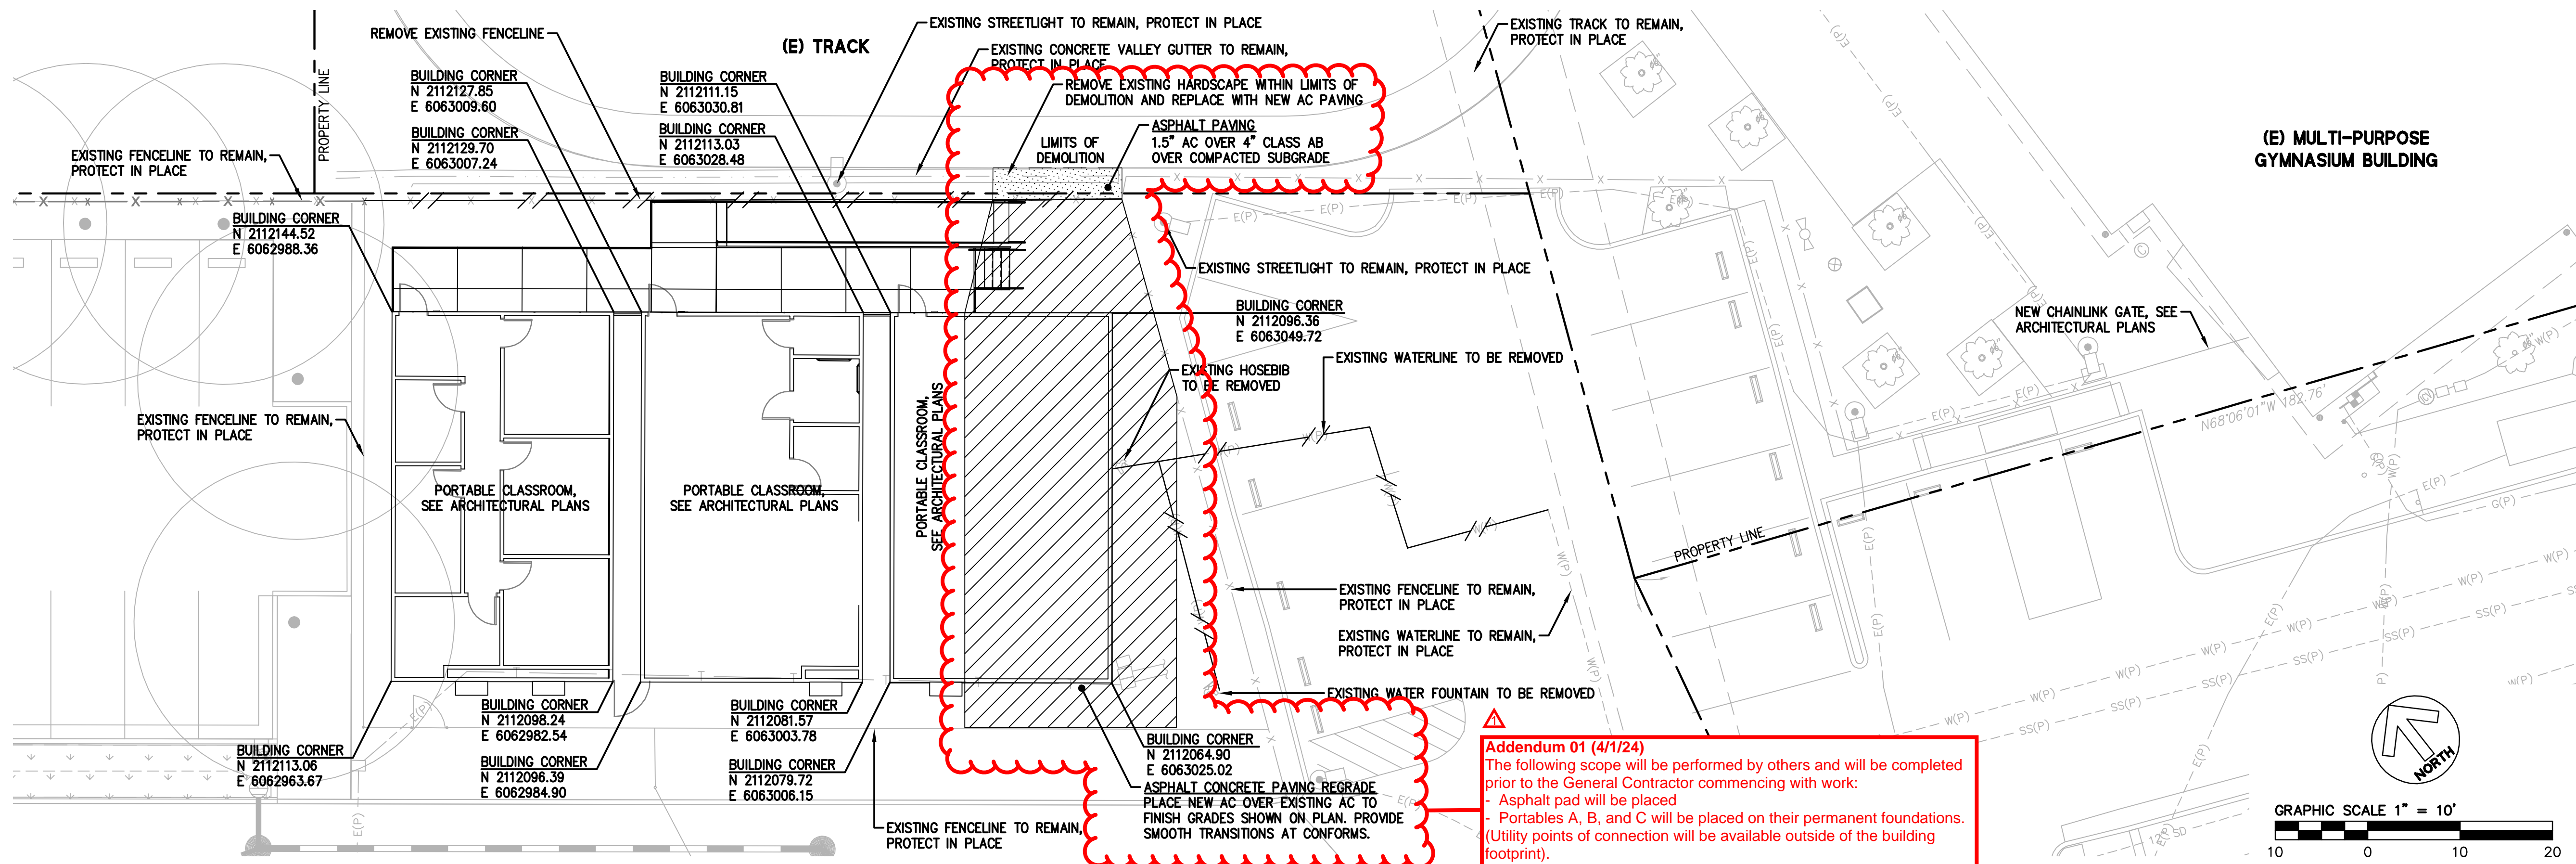 REMOVE EXISTING FENCELINE
(E) TRACK
EXISTING STREETLIGHT TO REMAIN, PROTECT IN PLACE
EXISTING CONCRETE VALLEY GUTTER TO REMAIN,
PROTECT IN PLACE
EXISTING TRACK TO REMAIN,
PROTECT IN PLACE
PROPERTY LINE
BUILDING CORNER
N 2112127.85
E 6063009.60
BUILDING CORNER
N 2112111.15
E 6063030.81
REMOVE EXISTING HARDSCAPE WITHIN LIMITS OF
DEMOLITION AND REPLACE WITH NEW AC PAVING
BUILDING CORNER
N 2112129.70
E 6063007.24
BUILDING CORNER
N 2112113.03
E 6063028.48
LIMITS OF
DEMOLITION
ASPHALT PAVING
1.5" AC OVER 4" CLASS AB
OVER COMPACTED SUBGRADE
(E) MULTI-PURPOSE
GYMNASIUM BUILDING
EXISTING FENCELINE TO REMAIN,
PROTECT IN PLACE
BUILDING CORNER
N 2112144.52
E 6062988.36
EXISTING STREETLIGHT TO REMAIN, PROTECT IN PLACE
BUILDING CORNER
N 2112096.36
E 6063049.72
NEW CHAINLINK GATE, SEE
ARCHITECTURAL PLANS
EXISTING WATERLINE TO BE REMOVED
EXISTING HOSEBIB
TO BE REMOVED
N68°06'01"W 182.76'
EXISTING FENCELINE TO REMAIN,
PROTECT IN PLACE
PORTABLE CLASSROOM,
SEE ARCHITECTURAL PLANS
PORTABLE CLASSROOM,
SEE ARCHITECTURAL PLANS
PORTABLE CLASSROOM,
SEE ARCHITECTURAL PLANS
PROPERTY LINE
EXISTING FENCELINE TO REMAIN,
PROTECT IN PLACE
EXISTING WATERLINE TO REMAIN,
PROTECT IN PLACE
EXISTING WATER FOUNTAIN TO BE REMOVED
BUILDING CORNER
N 2112098.24
E 6062982.54
BUILDING CORNER
N 2112081.57
E 6063003.78
BUILDING CORNER
N 2112113.06
E 6062963.67
BUILDING CORNER
N 2112096.39
E 6062984.90
BUILDING CORNER
N 2112079.72
E 6063006.15
BUILDING CORNER
N 2112064.90
E 6063025.02
ASPHALT CONCRETE PAVING REGRADE
PLACE NEW AC OVER EXISTING AC TO
FINISH GRADES SHOWN ON PLAN. PROVIDE
SMOOTH TRANSITIONS AT CONFORMS.
EXISTING FENCELINE TO REMAIN,
PROTECT IN PLACE
1
Addendum 01 (4/1/24)
The following scope will be performed by others and will be completed
prior to the General Contractor commencing with work:
- Asphalt pad will be placed
- Portables A, B, and C will be placed on their permanent foundations.
(Utility points of connection will be available outside of the building
footprint).
NORTH
GRAPHIC SCALE 1" = 10'
10 0 10 20
E(P)
W(P)
SS(P)
G(P)
12" SD